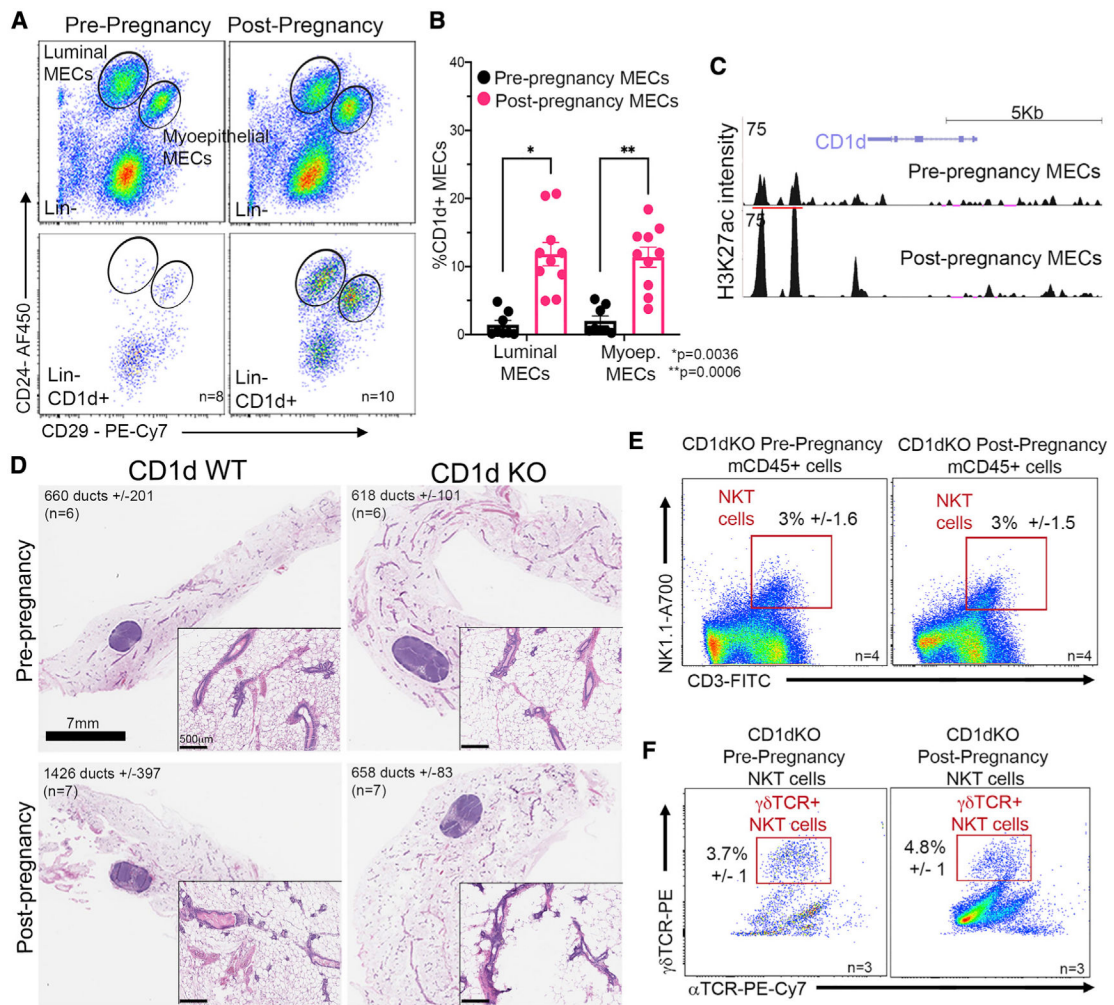 A
Pre-Pregnancy
Post-Pregnancy
Luminal
MECs
Myoepithelial
MECs
Lin-
Lin-
Lin-
CD1d+
n=8
Lin-
CD1d+
n=10
CD24- AF450
CD29 - PE-Cy7
B
Pre-pregnancy MECs
Post-pregnancy MECs
%CD1d+ MECs
40
30
20
10
0
*
**
Luminal
MECs
Myoep.
MECs
*p=0.0036
**p=0.0006
C
5Kb
CD1d
H3K27ac intensity
75
Pre-pregnancy MECs
75
Post-pregnancy MECs
D
CD1d WT
CD1d KO
Pre-pregnancy
660 ducts +/-201
(n=6)
7mm
500μm
618 ducts +/-101
(n=6)
Post-pregnancy
1426 ducts +/-397
(n=7)
658 ducts +/-83
(n=7)
E
CD1dKO Pre-Pregnancy
mCD45+ cells
CD1dKO Post-Pregnancy
mCD45+ cells
NKT
cells
3% +/-1.6
n=4
NKT
cells
3% +/-1.5
n=4
NK1.1-A700
CD3-FITC
F
CD1dKO
Pre-Pregnancy
NKT cells
CD1dKO
Post-Pregnancy
NKT cells
γδTCR+
NKT cells
3.7%
+/- 1
n=3
γδTCR+
NKT cells
4.8%
+/- 1
n=3
γδTCR-PE
αTCR-PE-Cy7